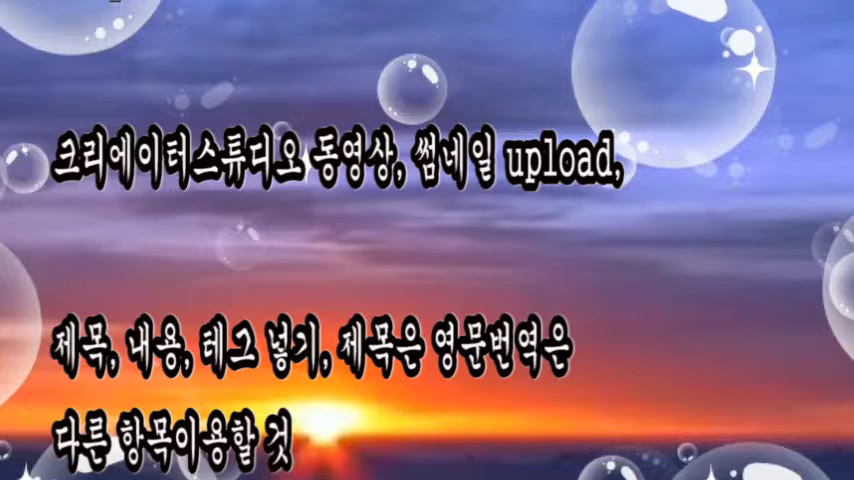 크리에이터스튜디오 동영상, 썸네일 upload,
제목, 내용, 테그 넣기, 제목은 영문번역은
다른 항목이용할 것